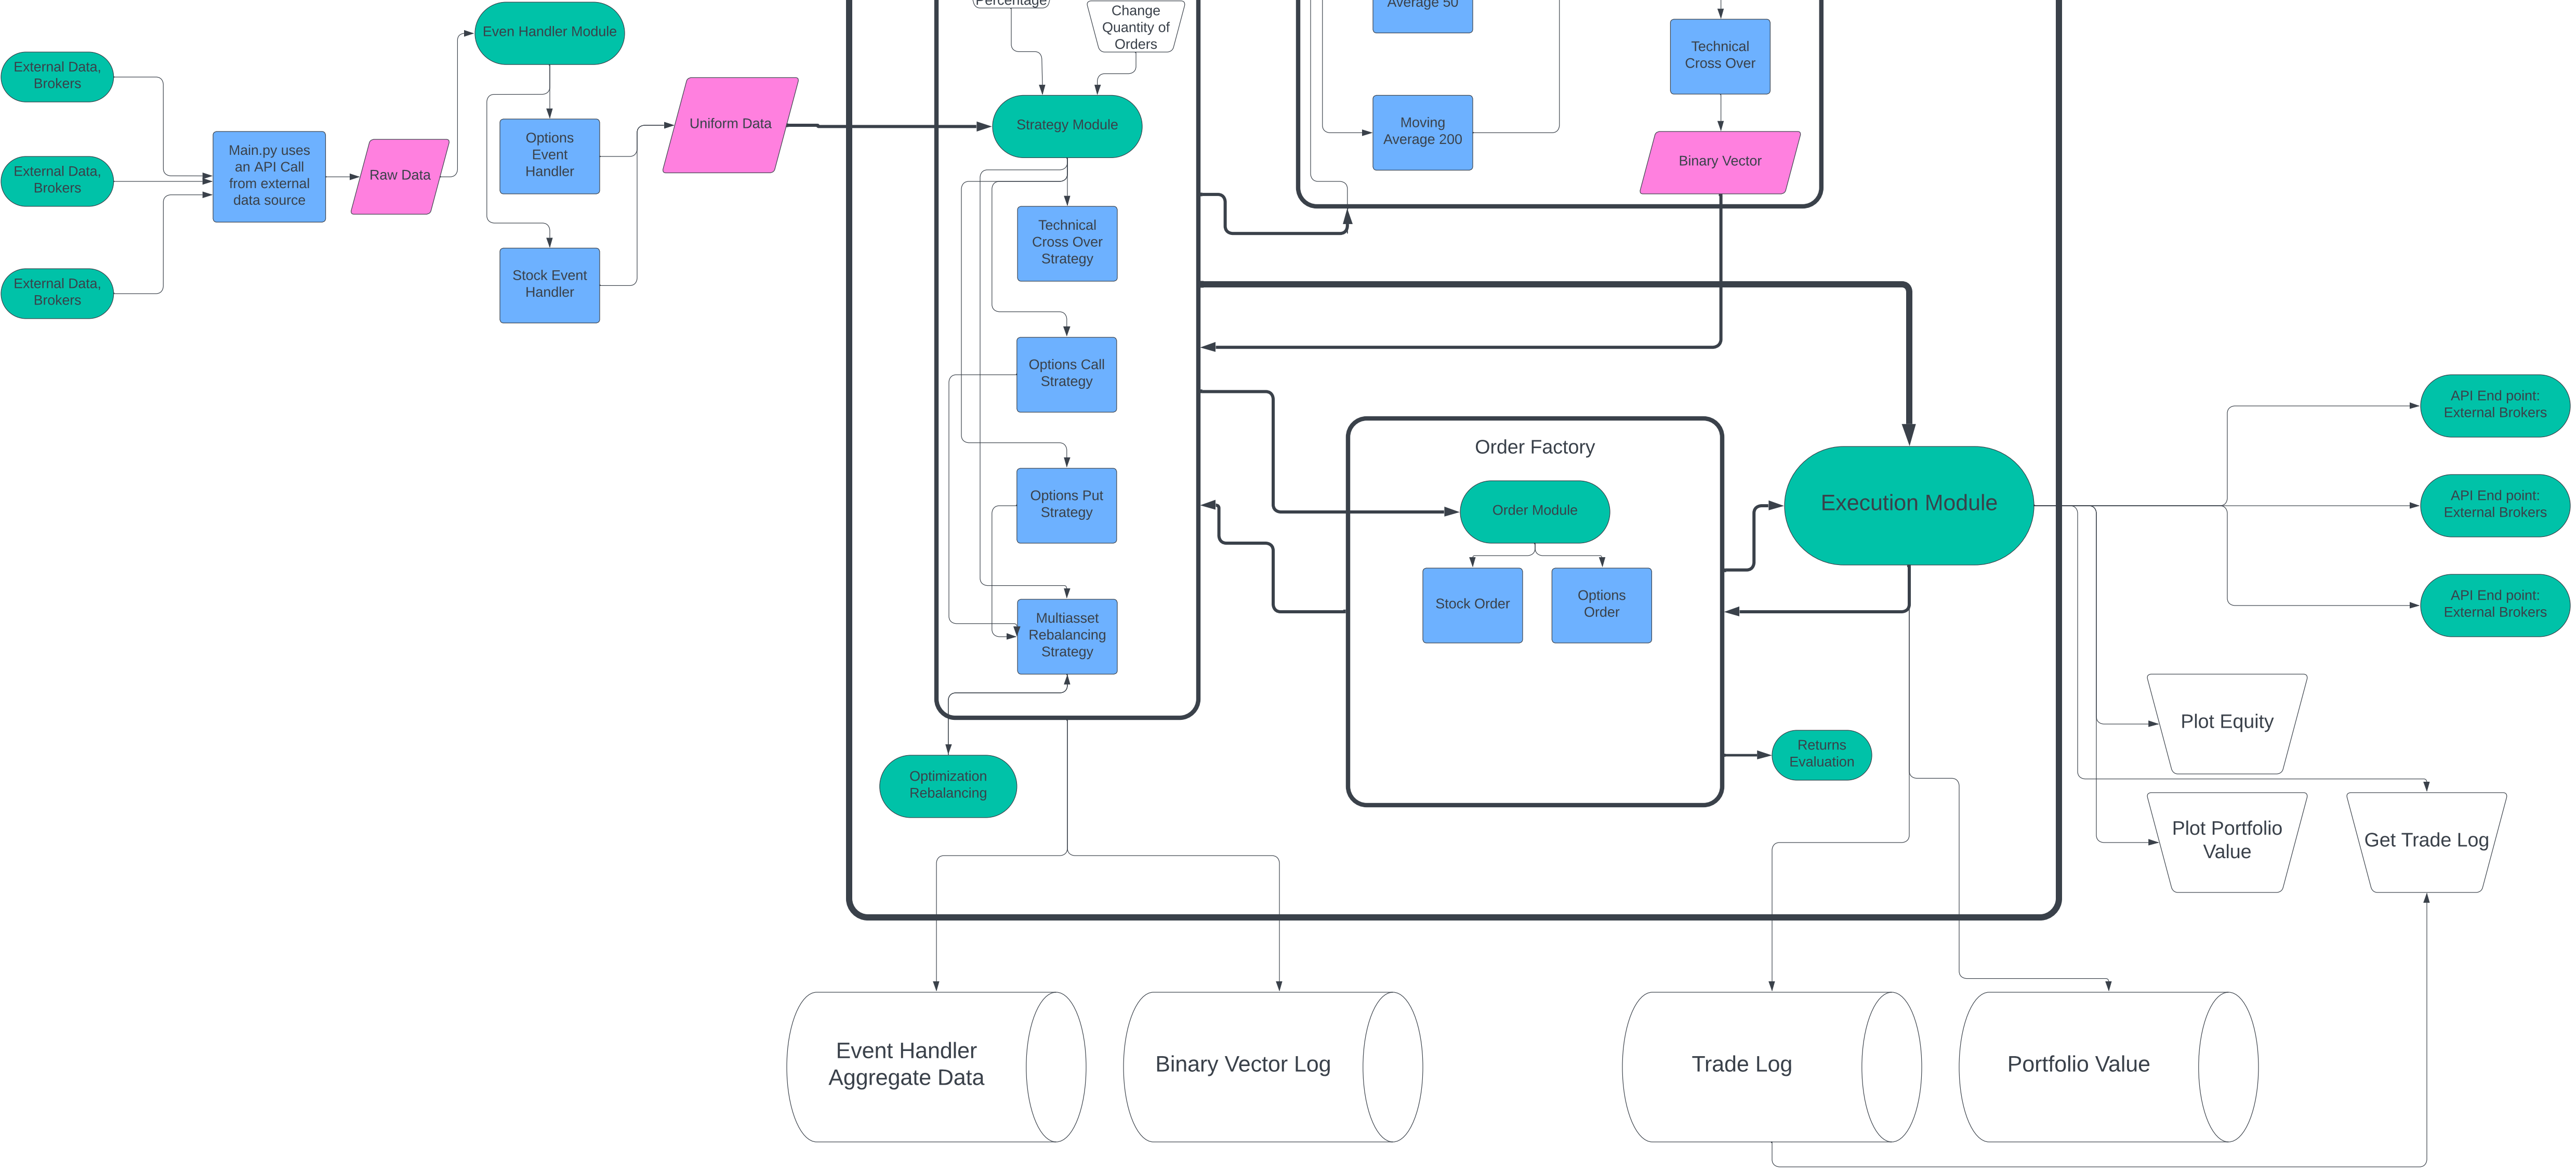 Percentage
Change
Quantity of
Orders
Average 50
Technical
Cross Over
Even Handler Module
External Data,
Brokers
Uniform Data
Strategy Module
Moving
Average 200
Main.py uses
an API Call
from external
data source
Raw Data
Options
Event
Handler
External Data,
Brokers
Binary Vector
Technical
Cross Over
Strategy
Stock Event
Handler
External Data,
Brokers
Options Call
Strategy
API End point:
External Brokers
Order Factory
Options Put
Strategy
Order Module
Execution Module
API End point:
External Brokers
Stock Order
Options
Order
API End point:
External Brokers
Multiasset
Rebalancing
Strategy
Plot Equity
Returns
Evaluation
Optimization
Rebalancing
Plot Portfolio
Value
Get Trade Log
Event Handler
Aggregate Data
Binary Vector Log
Trade Log
Portfolio Value